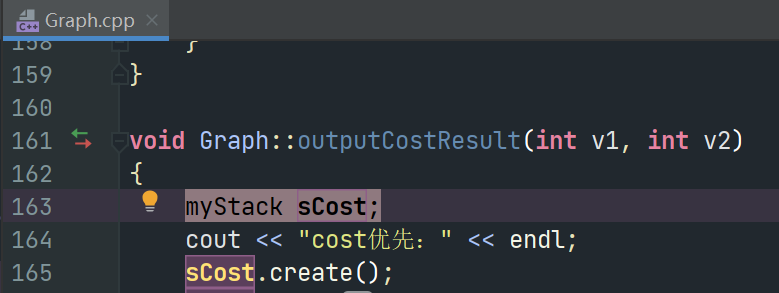 C++ Graph.cpp ×
158 }
159 }
160
161 void Graph::outputCostResult(int v1, int v2)
162 {
163 myStack sCost;
164 cout << "cost优先：" << endl;
165 sCost.create();